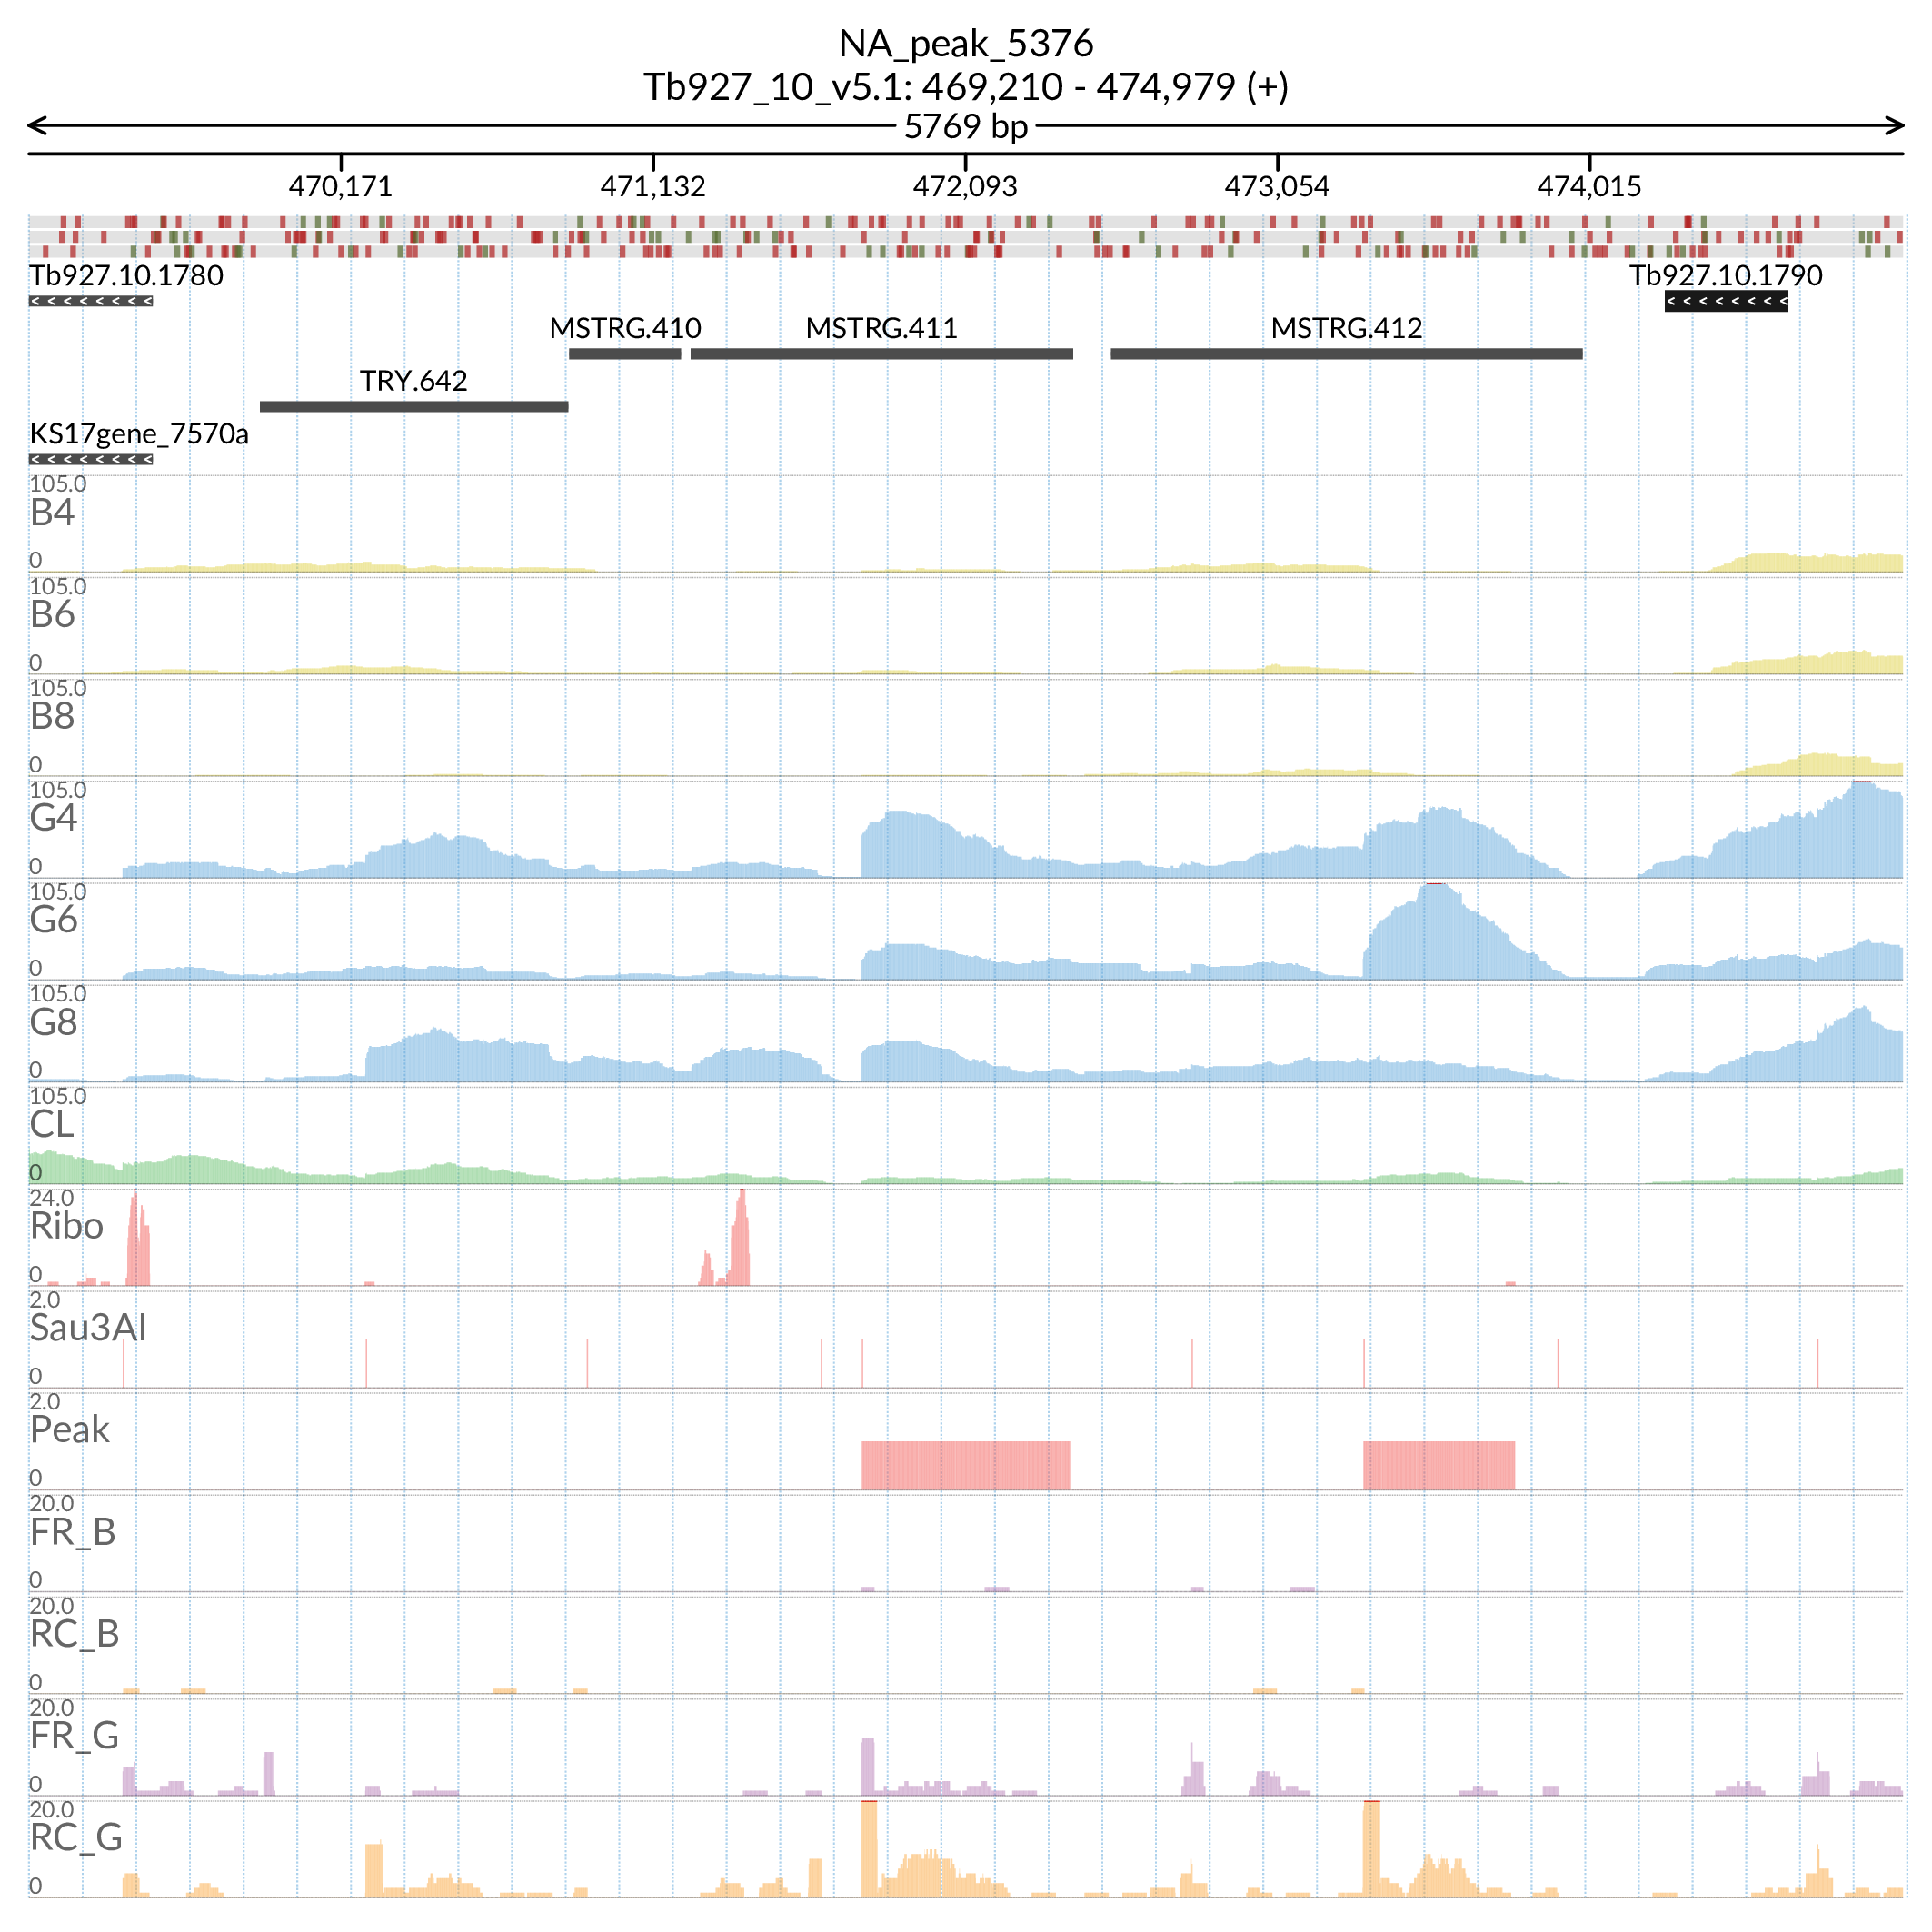 NA_peak_5376
Tb927_10_v5.1: 469,210 - 474,979 (+)
5769 bp
470,171 471,132 472,093 473,054 474,015
Tb927.10.1780 Tb927.10.1790
MSTRG.410 MSTRG.411 MSTRG.412
TRY.642
KS17gene_7570a
105.0
B4
0
105.0
B6
0
105.0
B8
0
105.0
G4
0
105.0
G6
0
105.0
G8
0
105.0
CL
0
24.0
Ribo
0
2.0
Sau3AI
0
2.0
Peak
0
20.0
FR_B
0
20.0
RC_B
0
20.0
FR_G
0
20.0
RC_G
0